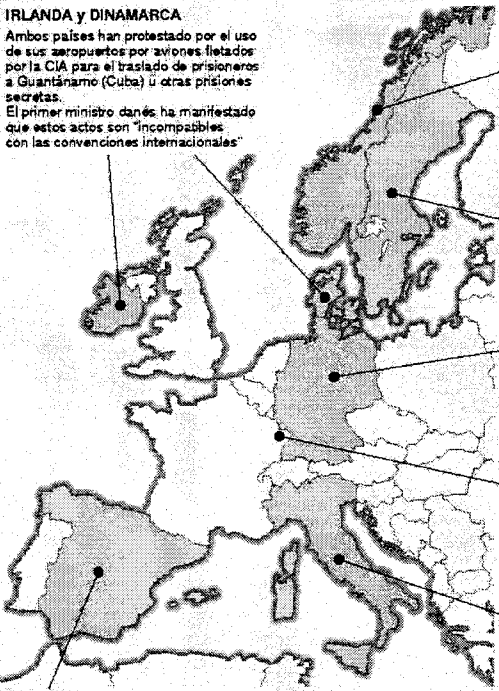 IRLANDA y DINAMARCA
Ambos países han protestado por el uso
de sus aeropuertos por aviones fletados
por la CIA para el traslado de prisioneros
a Guantánamo (Cuba) u otras prisiones
secretas.
El primer ministro danés ha manifestado
que estos actos son "incompatibles
con las convenciones internacionales"